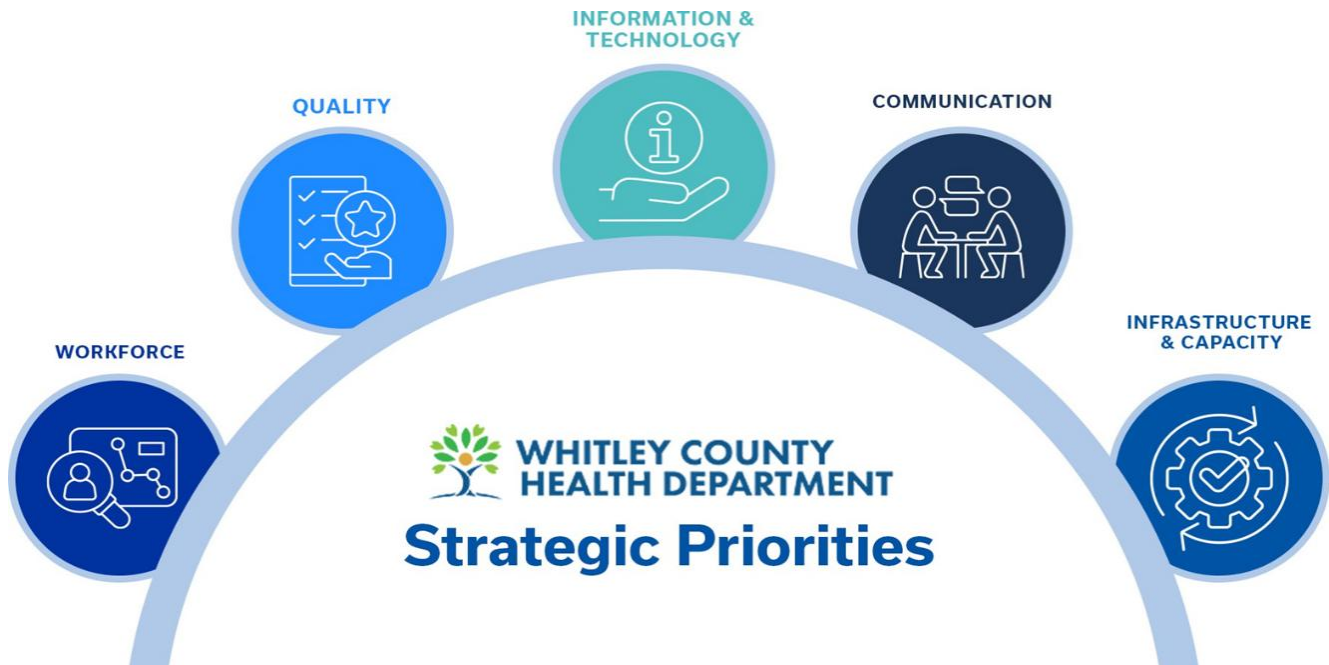 INFORMATION &
TECHNOLOGY
QUALITY
COMMUNICATION
INFRASTRUCTURE
& CAPACITY
WORKFORCE
WHITLEY COUNTY
HEALTH DEPARTMENT
Strategic Priorities